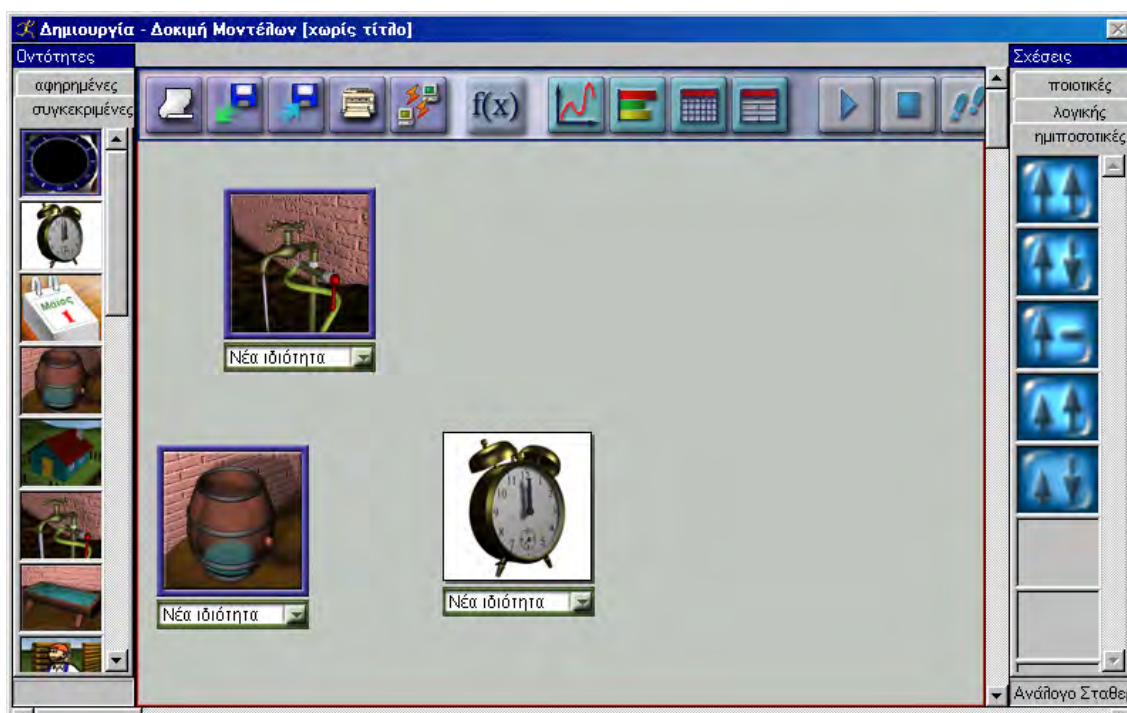 Δημιουργία - Δοκιμή Μοντέλων [χωρίς τίτλο]
Οντότητες
αφηρημένες
συγκεκριμένες
Μαίος
1
f(x)
Νέα ιδιότητα
Νέα ιδιότητα
Νέα ιδιότητα
Σχέσεις
ποιοτικές
λογικής
ημιποσοτικές
Ανάλογο Σταθε